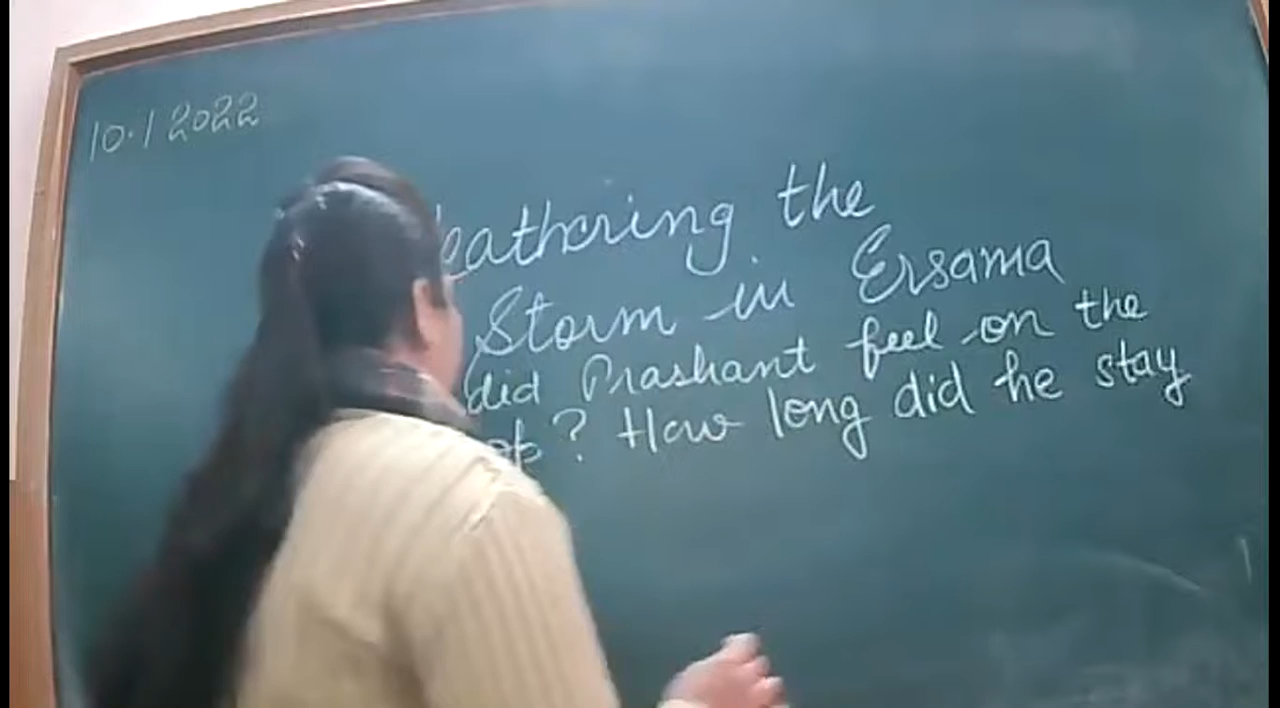 10.1 2022
eathering the
Storm in Ersama
did Prashant feel on the
? How long did he stay